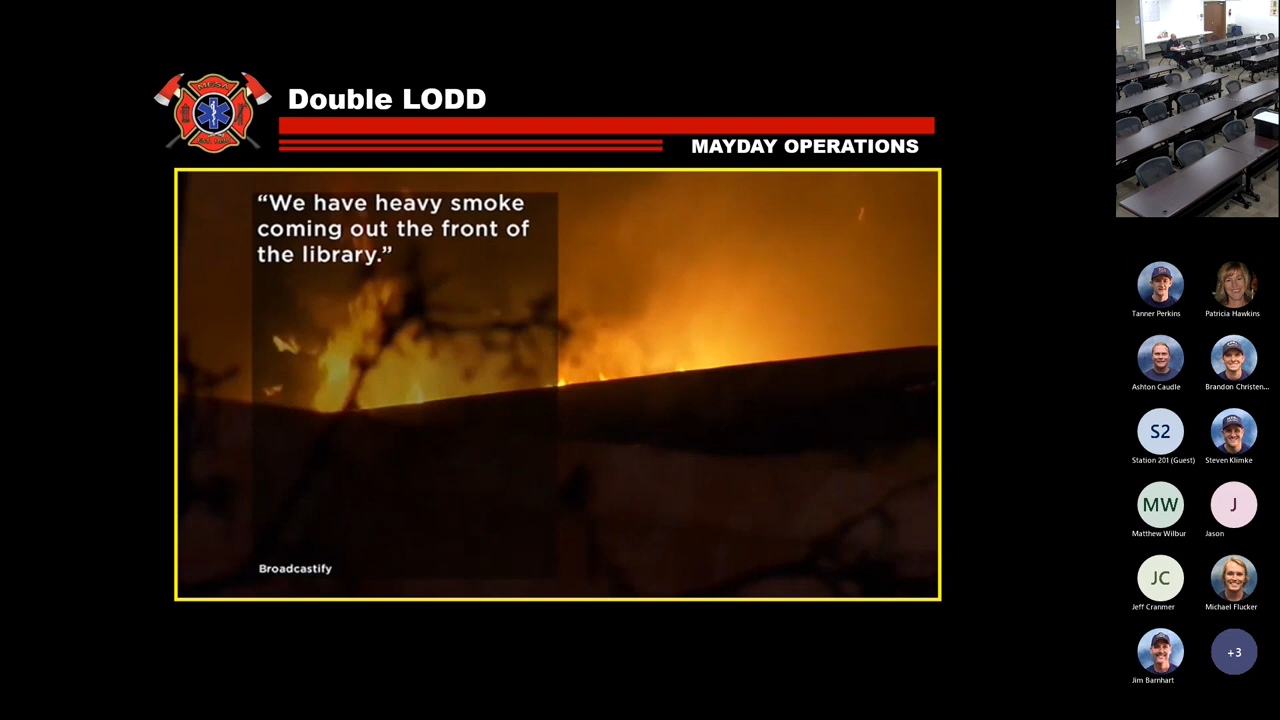 Double LODD
MAYDAY OPERATIONS
“We have heavy smoke
coming out the front of
the library.”
Broadcastify
Tanner Perkins
Patricia Hawkins
Ashton Caudle
Brandon Christen...
S2
Station 201 (Guest)
Steven Klimke
MW
Matthew Wilbur
J
Jason
JC
Jeff Cranmer
Michael Flucker
Jim Barnhart
+3